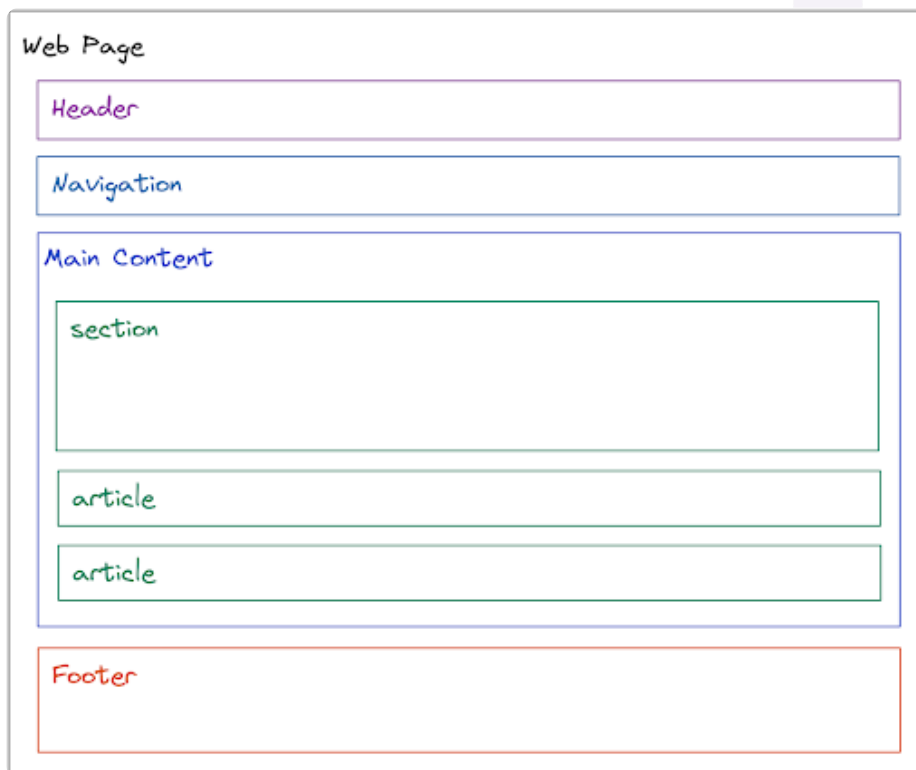 Web Page
Header
Navigation
Main Content
section
article
article
Footer